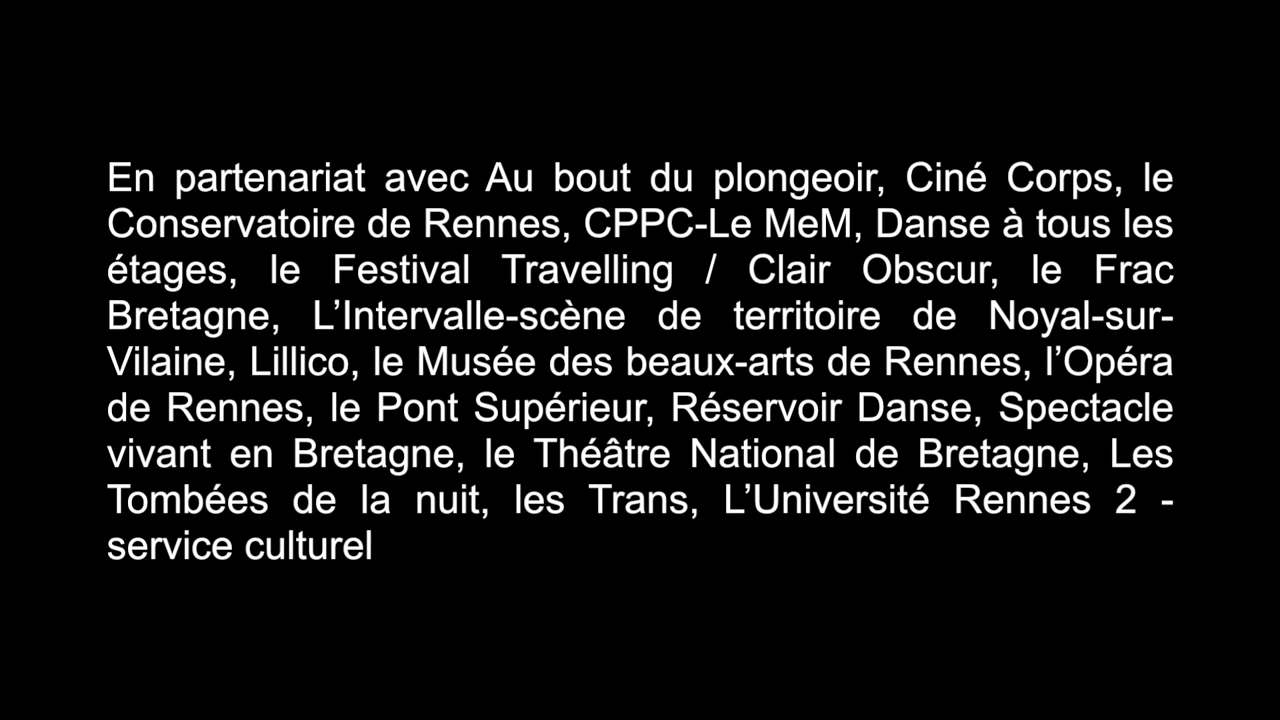 En partenariat avec Au bout du plongeoir, Ciné Corps, le
Conservatoire de Rennes, CPPC-Le MeM, Danse à tous les
étages, le Festival Travelling / Clair Obscur, le Frac
Bretagne, L’Intervalle-scène de territoire de Noyal-sur-
Vilaine, Lillico, le Musée des beaux-arts de Rennes, l’Opéra
de Rennes, le Pont Supérieur, Réservoir Danse, Spectacle
vivant en Bretagne, le Théâtre National de Bretagne, Les
Tombées de la nuit, les Trans, L’Université Rennes 2 -
service culturel